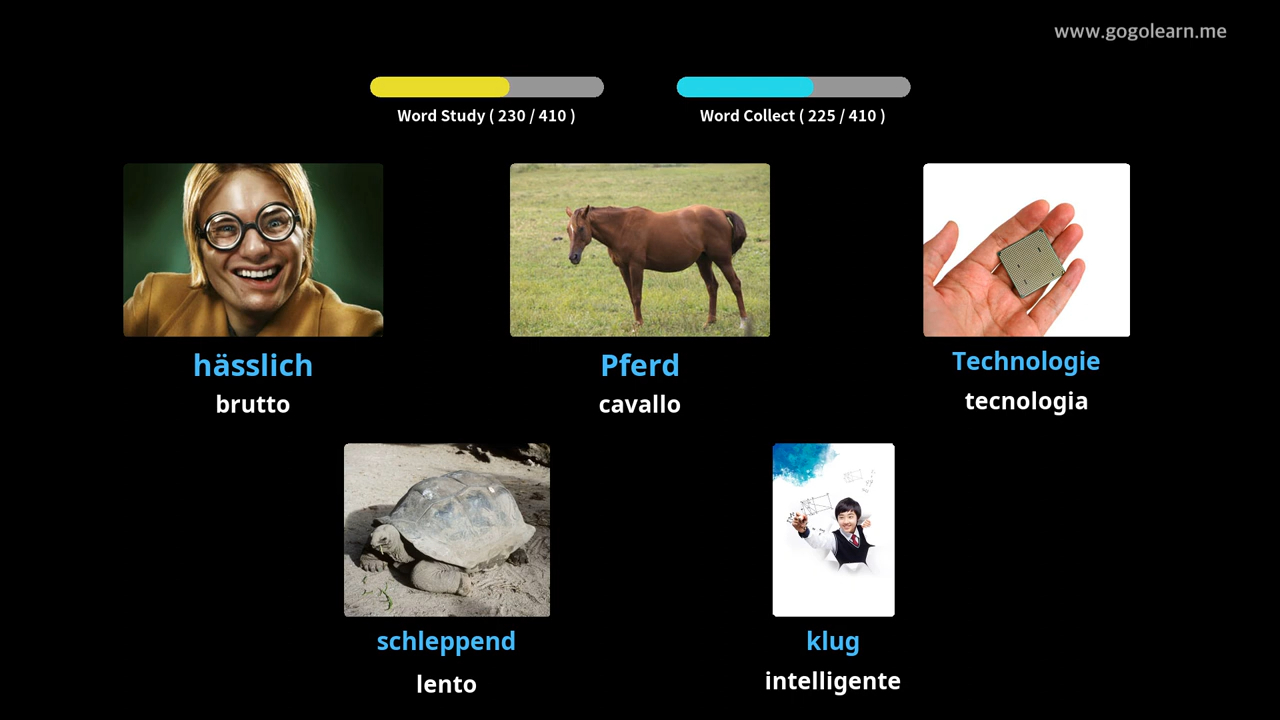 www.gogolearn.me
Word Study ( 230 / 410 )
Word Collect ( 225 / 410 )
hässlich
brutto
Pferd
cavallo
Technologie
tecnologia
schleppend
lento
klug
intelligente